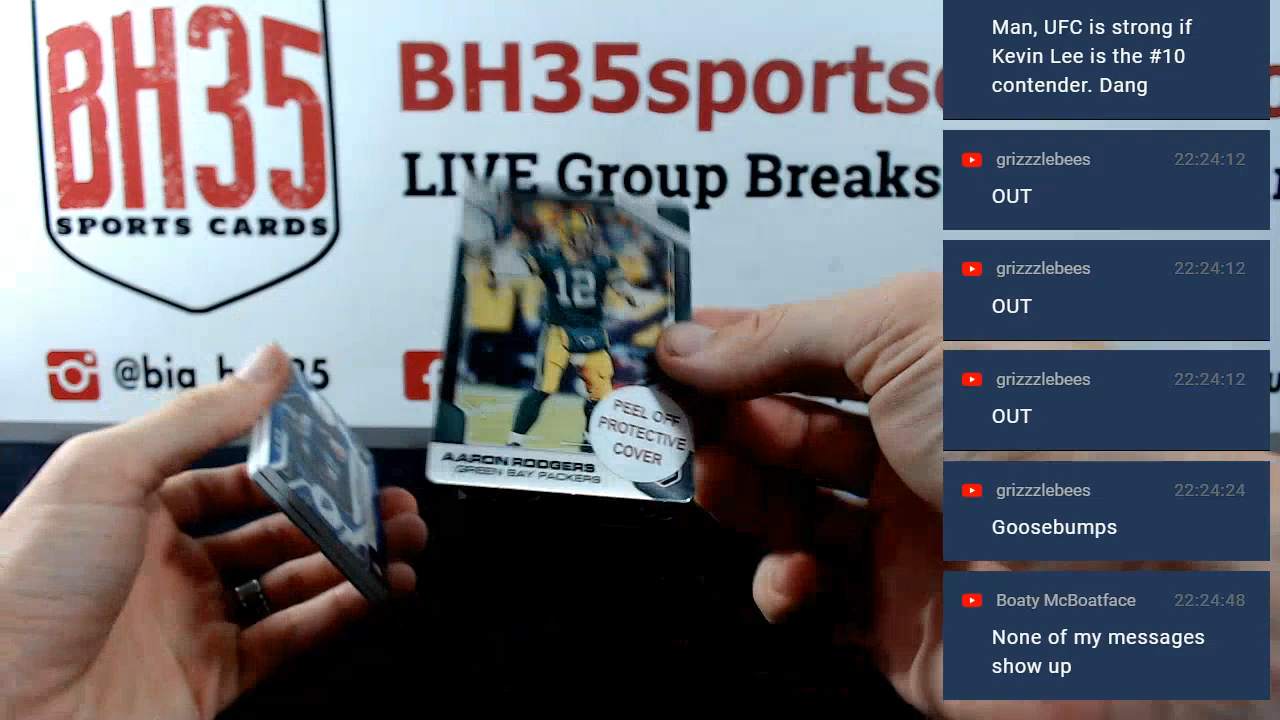 BH35
SPORTS CARDS
BH35sports
LIVE Group Breaks
12
PEEL OFF
PROTECTIVE
COVER
AARON RODGERS
GREEN BAY PACKERS
Man, UFC is strong if
Kevin Lee is the #10
contender. Dang
grizzzlebees 22:24:12
OUT
grizzzlebees 22:24:12
OUT
grizzzlebees 22:24:12
OUT
grizzzlebees 22:24:24
Goosebumps
Boaty McBoatface 22:24:48
None of my messages
show up